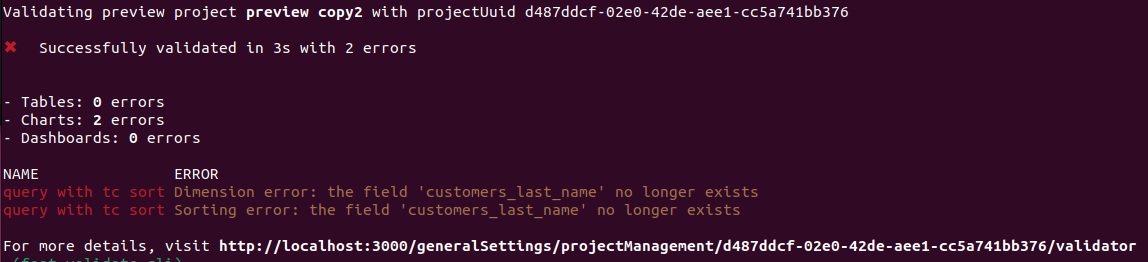 Validating preview project preview copy2 with projectUuid d487ddcf-02e0-42de-aee1-cc5a741bb376
✖ Successfully validated in 3s with 2 errors
- Tables: 0 errors
- Charts: 2 errors
- Dashboards: 0 errors
NAME ERROR
query with tc sort Dimension error: the field 'customers_last_name' no longer exists
query with tc sort Sorting error: the field 'customers_last_name' no longer exists
For more details, visit http://localhost:3000/generalSettings/projectManagement/d487ddcf-02e0-42de-aee1-cc5a741bb376/validator